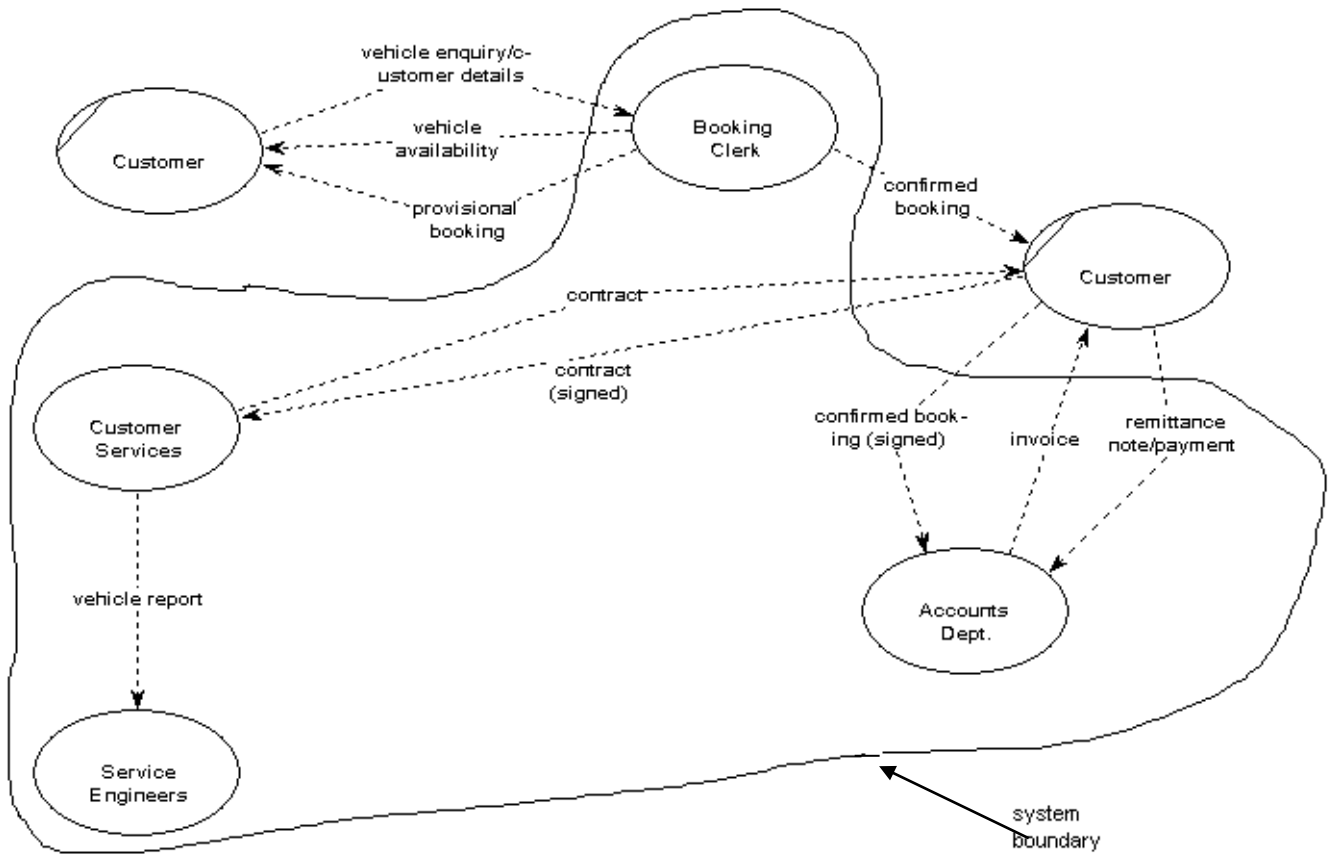 vehicle enquiry/c-
ustomer details
Customer
vehicle
availability
provisional
booking
Booking
Clerk
confirmed
booking
Customer
contract
contract
(signed)
Customer
Services
confirmed book-
ing (signed)
invoice
remittance
note/payment
vehicle report
Accounts
Dept.
Service
Engineers
system
boundary